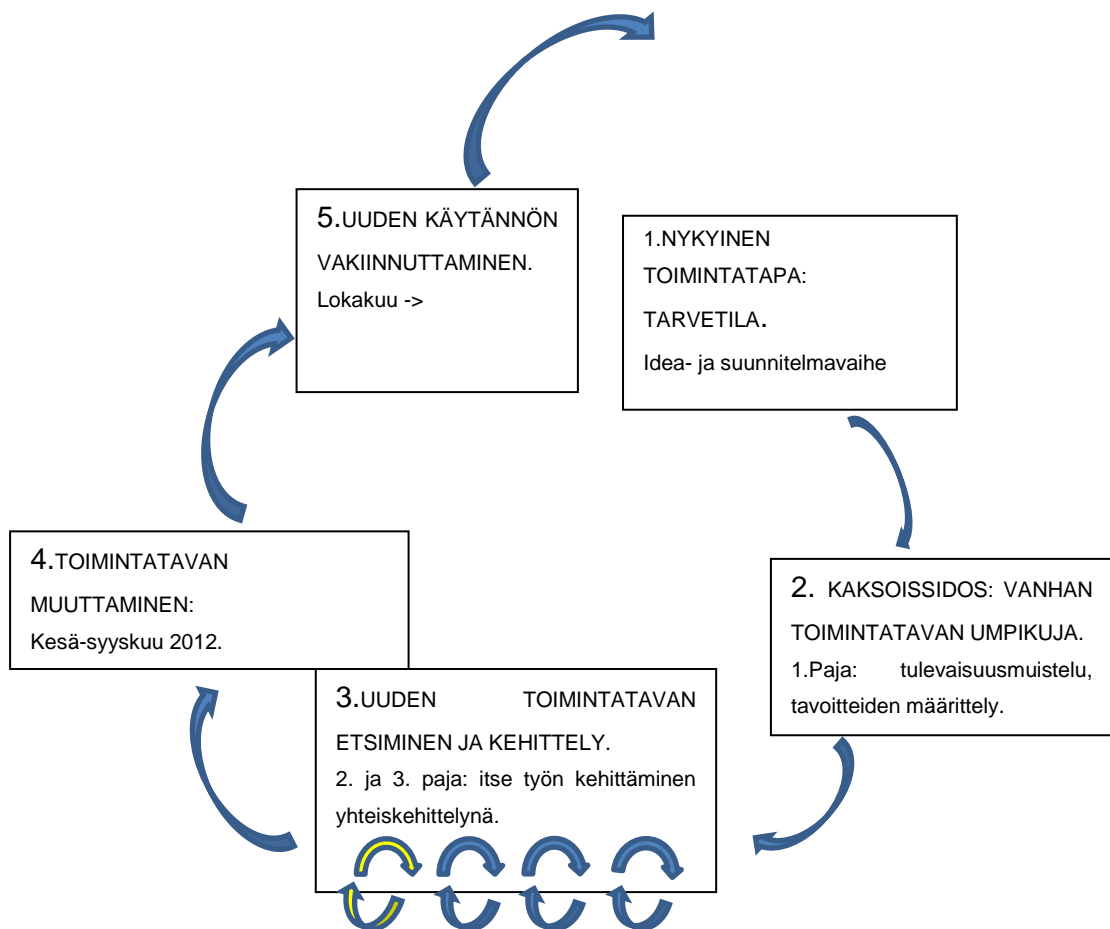 1.NYKYINEN
TOIMINTATAPA:
TARVETILA.
Idea- ja suunnitelmavaihe
2. KAKSOISSIDOS: VANHAN
TOIMINTATAVAN UMPIKUJA.
1.Paja: tulevaisuusmuistelu,
tavoitteiden määrittely.
3.UUDEN TOIMINTATAVAN
ETSIMINEN JA KEHITTELY.
2. ja 3. paja: itse työn kehittäminen
yhteiskehittelynä.
4.TOIMINTATAVAN
MUUTTAMINEN:
Kesä-syyskuu 2012.
5.UUDEN KÄYTÄNNÖN
VAKIINNUTTAMINEN.
Lokakuu ->